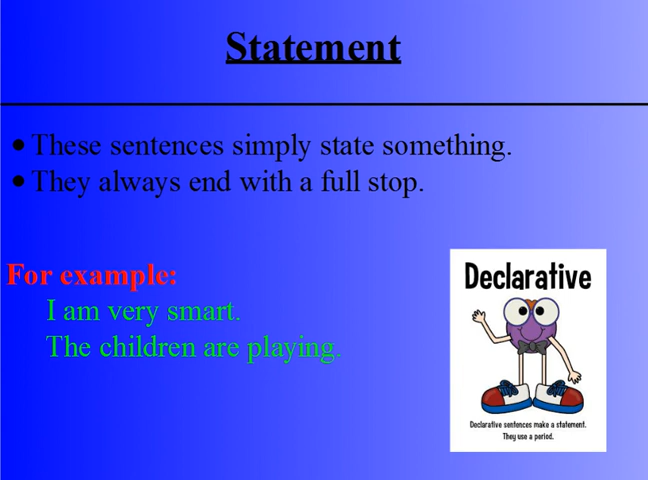 Statement
• These sentences simply state something.
• They always end with a full stop.
For example:
I am very smart.
The children are playing.
Declarative
Declarative sentences make a statement.
They use a period.